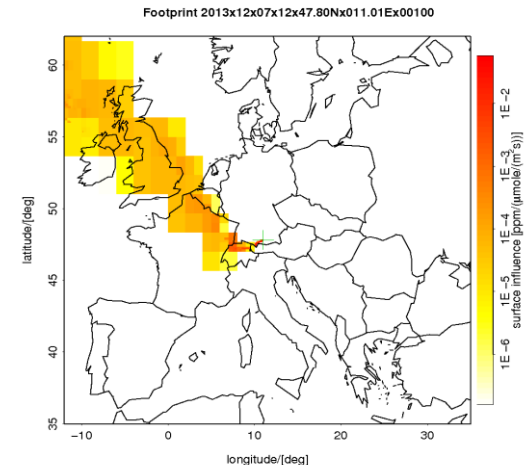 Footprint 2013x12x07x12x47.80Nx011.01Ex00100
latitude/[deg]
60
55
50
45
40
35
−10
0
10
20
30
longitude/[deg]
1E −2
1E −3
1E −4
1E −5
1E −6
surface influence [ppm/(µmole/(m²s))]